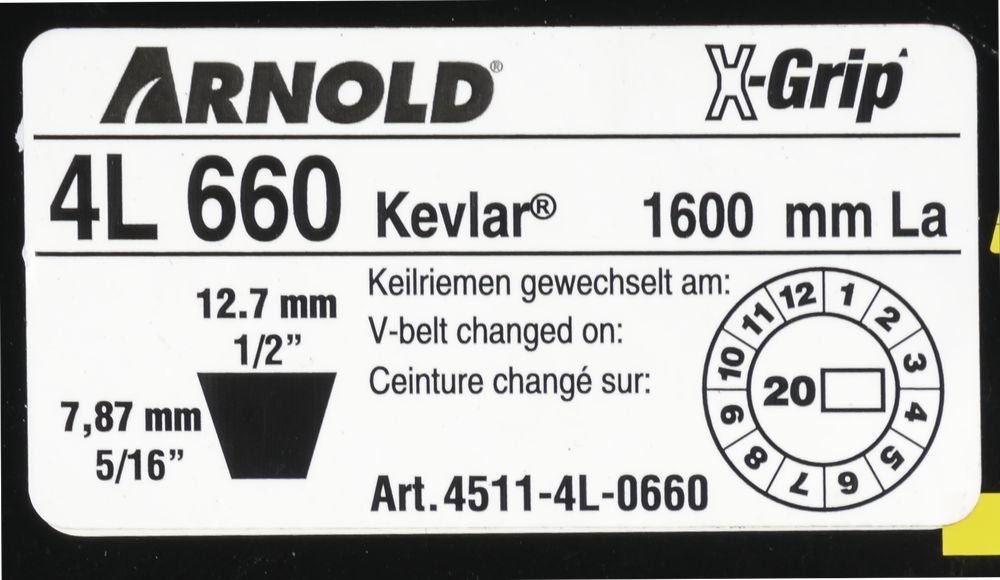 ARNOLD®
X-Grip
4L 660 Kevlar® 1600 mm La
12.7 mm
1/2”
7,87 mm
5/16”
Keilriemen gewechselt am:
V-belt changed on:
Ceinture changé sur:
Art. 4511-4L-0660
1 2 3 4 5 6 7 8 9 10 11 12
20